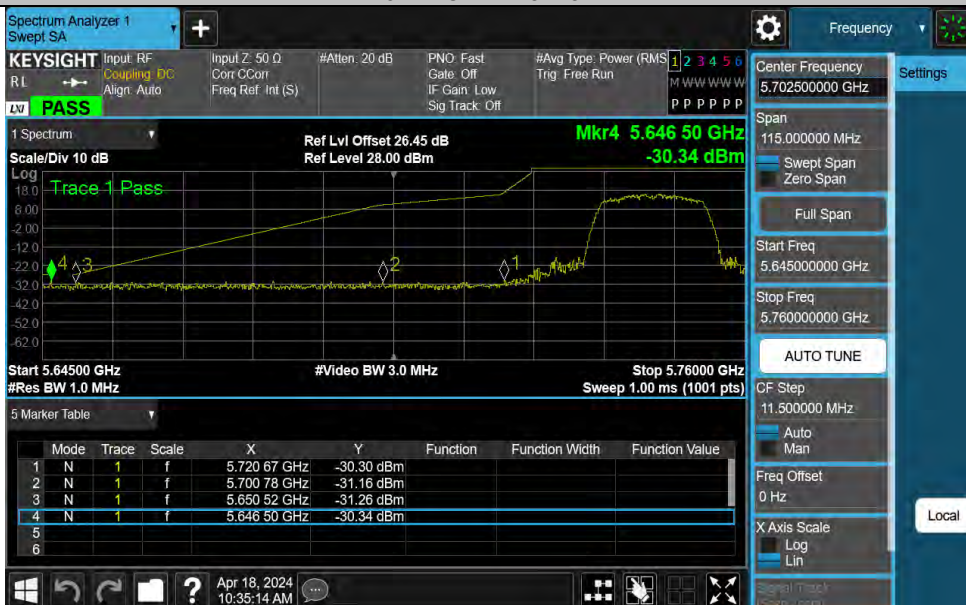 Spectrum Analyzer 1
Swept SA
Frequency
KEYSIGHT
RL
LXI
PASS
Input: RF
Coupling: DC
Align: Auto
Input Z: 50 Ω
Corr CCorr
Freq Ref: Int (S)
#Atten: 20 dB
PNO: Fast
Gate: Off
IF Gain: Low
Sig Track: Off
#Avg Type: Power (RMS
Trig: Free Run
1 2 3 4 5 6
M W W W W W
P P P P P P
1 Spectrum
Scale/Div 10 dB
Ref Lvl Offset 26.45 dB
Ref Level 28.00 dBm
Mkr4 5.646 50 GHz
-30.34 dBm
Log
Trace 1 Pass
18.0
8.00
-2.00
-12.0
-22.0
-32.0
-42.0
-52.0
-62.0
4
3
2
1
Start 5.64500 GHz
#Res BW 1.0 MHz
#Video BW 3.0 MHz
Stop 5.76000 GHz
Sweep 1.00 ms (1001 pts)
5 Marker Table
Mode Trace Scale X Y Function Function Width Function Value
1 N 1 f 5.720 67 GHz -30.30 dBm
2 N 1 f 5.700 78 GHz -31.16 dBm
3 N 1 f 5.650 52 GHz -31.26 dBm
4 N 1 f 5.646 50 GHz -30.34 dBm
5
6
Apr 18, 2024
10:35:14 AM
?
Center Frequency
5.702500000 GHz
Span
115.000000 MHz
Swept Span
Zero Span
Full Span
Start Freq
5.645000000 GHz
Stop Freq
5.760000000 GHz
AUTO TUNE
CF Step
11.500000 MHz
Auto
Man
Freq Offset
0 Hz
X Axis Scale
Log
Lin
Signal Track
Settings
Local